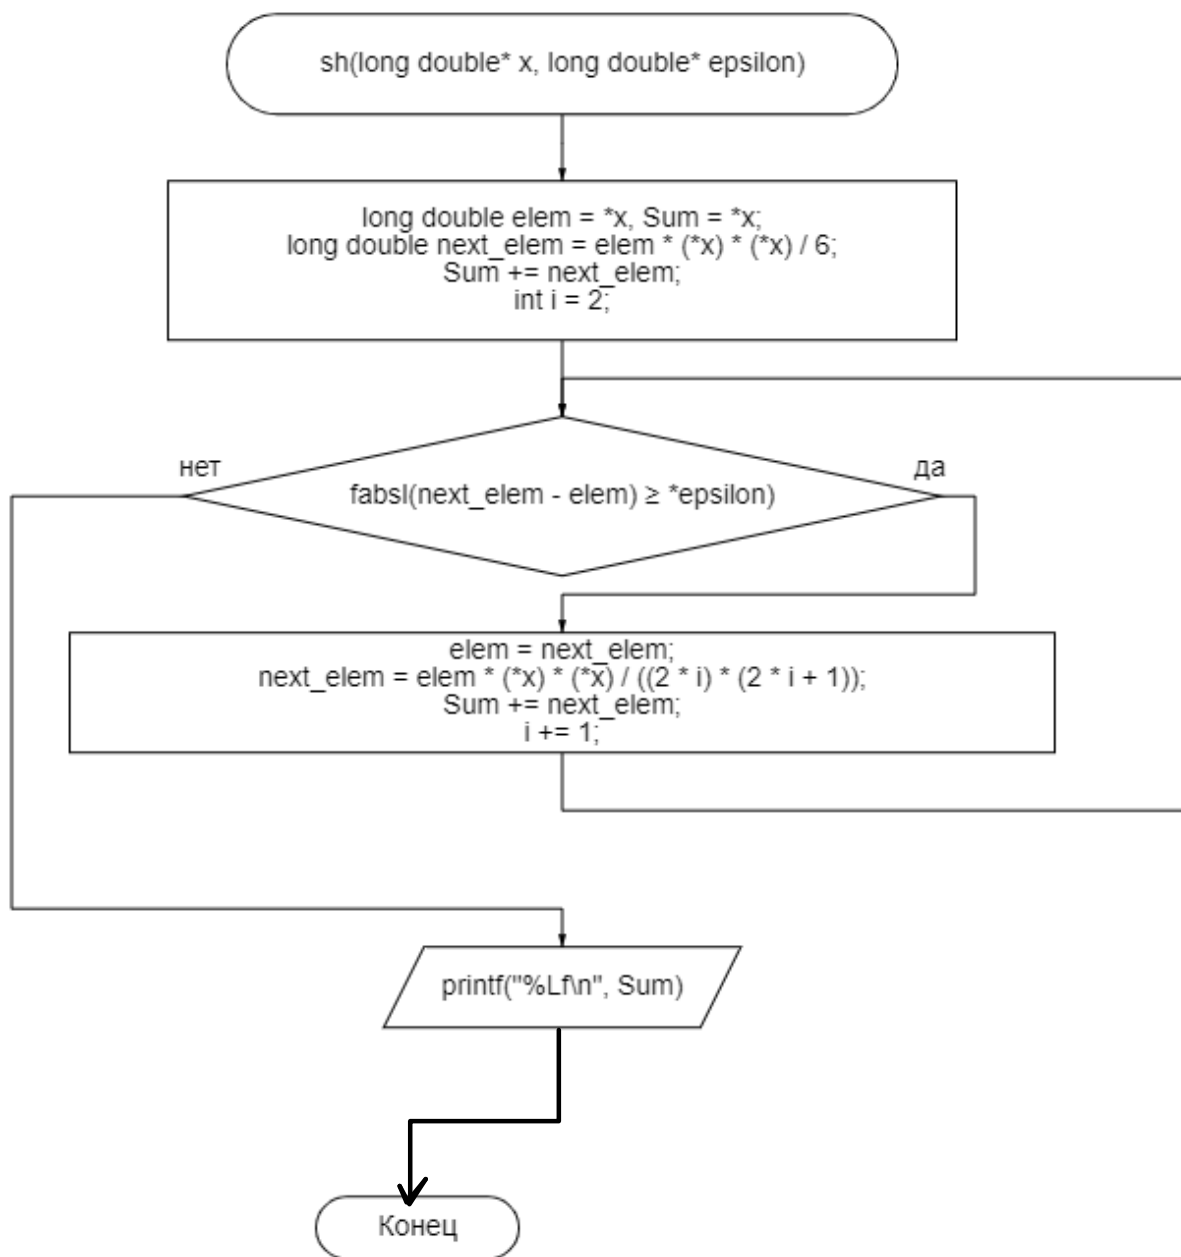 sh(long double* x, long double* epsilon)
long double elem = *x, Sum = *x;
long double next_elem = elem * (*x) * (*x) / 6;
Sum += next_elem;
int i = 2;
нет
да
fabsl(next_elem - elem) ≥ *epsilon)
elem = next_elem;
next_elem = elem * (*x) * (*x) / ((2 * i) * (2 * i + 1));
Sum += next_elem;
i += 1;
printf("%Lf\n", Sum)
Конец